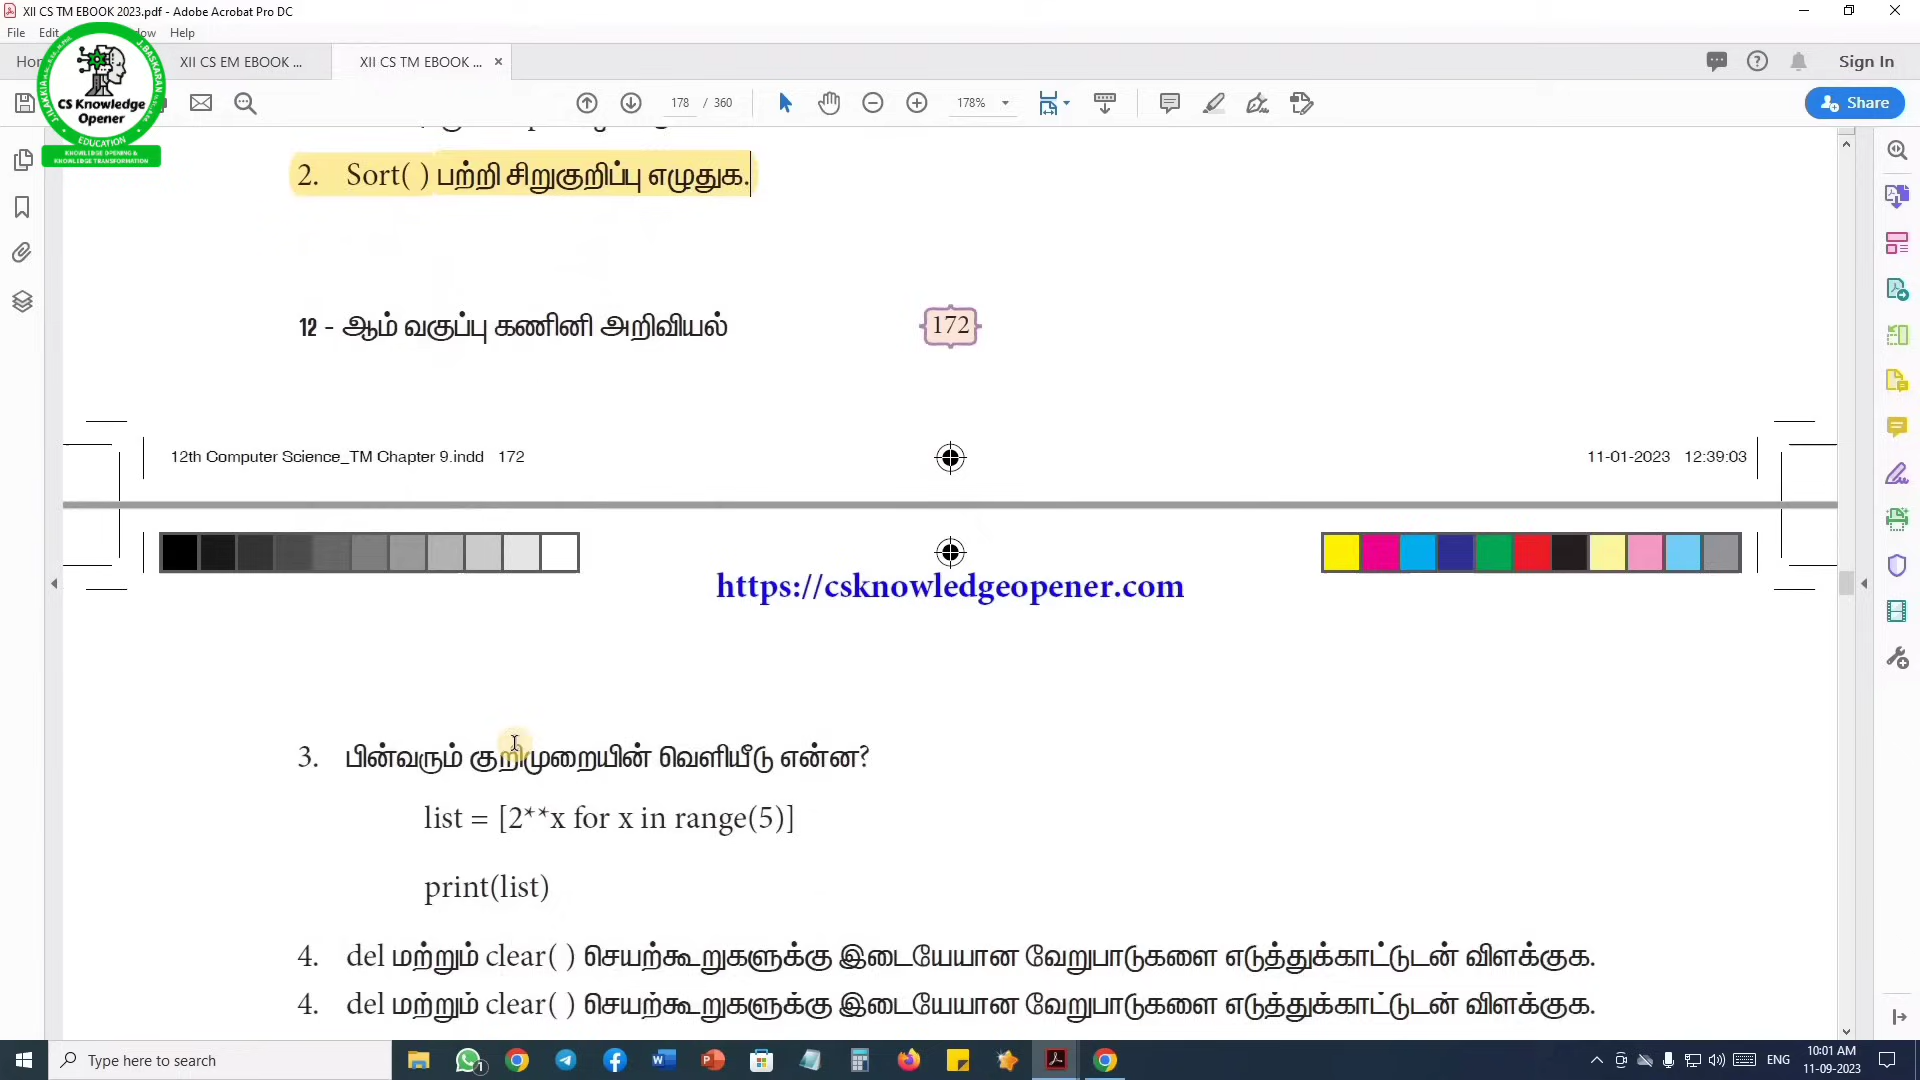 XII CS TM EBOOK 2023.pdf - Adobe Acrobat Pro DC
File Edit Help
XII CS EM EBOOK ...
XII CS TM EBOOK ...
Sign In
CS Knowledge
Opener
EDUCATION
KNOWLEDGE OPENING &
KNOWLEDGE TRANSFORMATION
178 / 360
178%
Share
2. Sort( ) பற்றி சிறுகுறிப்பு எழுதுக.
12 - ஆம் வகுப்பு கணினி அறிவியல்
172
12th Computer Science_TM Chapter 9.indd 172
11-01-2023 12:39:03
https://csknowledgeopener.com
3. பின்வரும் குறிமுறையின் வெளியீடு என்ன?
list = [2**x for x in range(5)]
print(list)
4. del மற்றும் clear( ) செயற்கூறுகளுக்கு இடையேயான வேறுபாடுகளை எடுத்துக்காட்டுடன் விளக்குக.
4. del மற்றும் clear( ) செயற்கூறுகளுக்கு இடையேயான வேறுபாடுகளை எடுத்துக்காட்டுடன் விளக்குக.
Type here to search
ENG
10:01 AM
11-09-2023